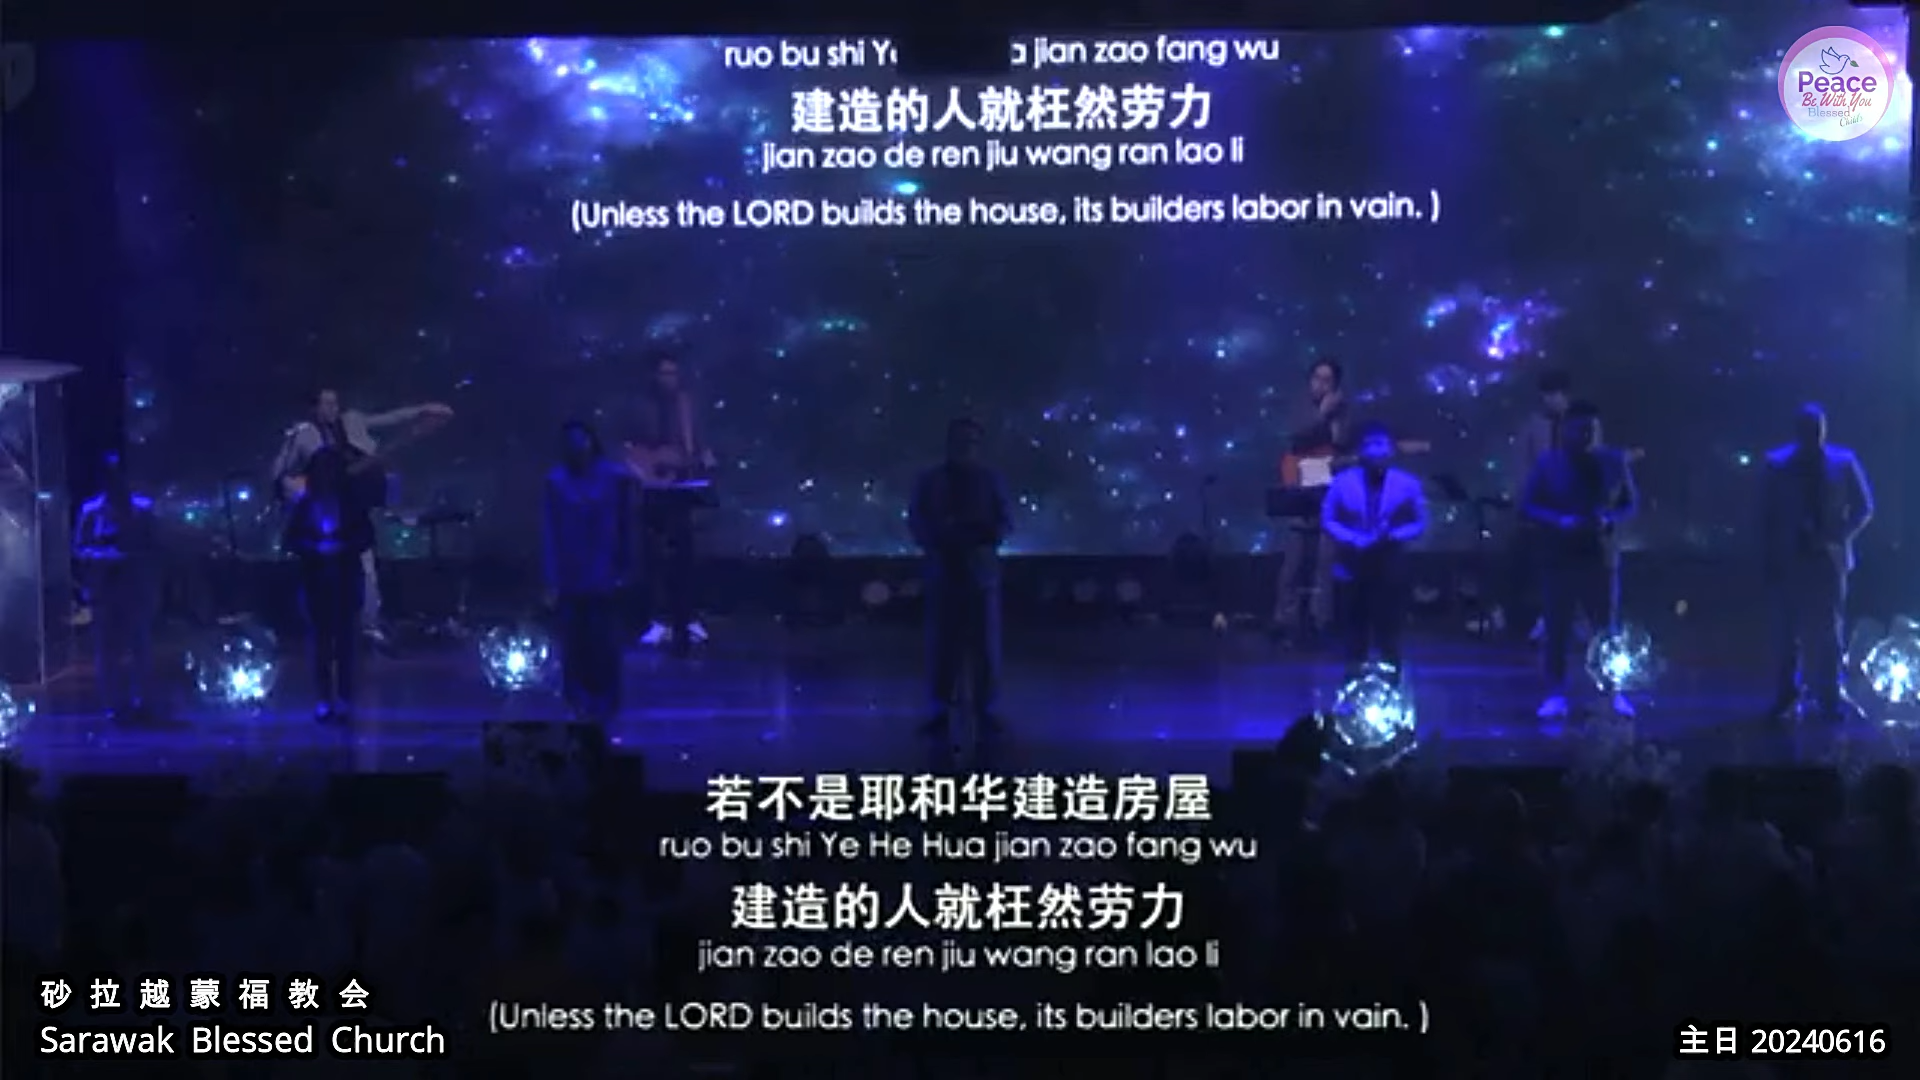 ruo bu shi Ye jian zao fang wu
建造的人就枉然劳力
jian zao de ren jiu wang ran lao li
(Unless the LORD builds the house, its builders labor in vain. )
Peace
Be With You
Blessed
若不是耶和华建造房屋
ruo bu shi Ye He Hua jian zao fang wu
建造的人就枉然劳力
jian zao de ren jiu wang ran lao li
(Unless the LORD builds the house, its builders labor in vain. )
砂拉越蒙福教会
Sarawak Blessed Church
主日 20240616